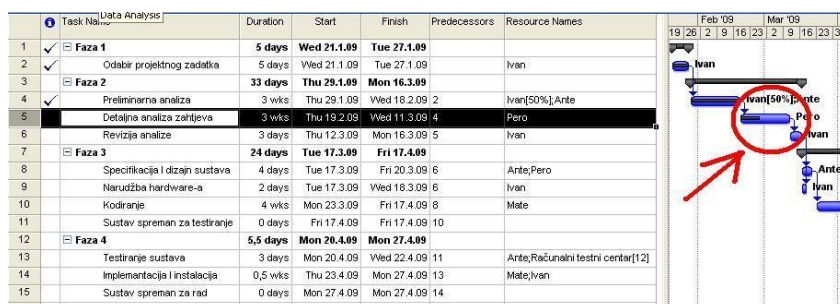 Data Analysis
Task Name Duration Start Finish Predecessors Resource Names
Feb '09 Mar '09
19 26 2 9 16 23 2 9 16 23 3
1 Faza 1 5 days Wed 21.1.09 Tue 27.1.09
2 Odabir projektnog zadatka 5 days Wed 21.1.09 Tue 27.1.09 Ivan Ivan
3 Faza 2 33 days Thu 29.1.09 Mon 16.3.09
4 Preliminarna analiza 3 wks Thu 29.1.09 Wed 18.2.09 2 Ivan[50%];Ante Ivan[50%];Ante
5 Detaljna analiza zahtjeva 3 wks Thu 19.2.09 Wed 11.3.09 4 Pero Pero
6 Revizija analize 3 days Thu 12.3.09 Mon 16.3.09 5 Ivan Ivan
7 Faza 3 24 days Tue 17.3.09 Fri 17.4.09
8 Specifikacija I dizajn sustava 4 days Tue 17.3.09 Fri 20.3.09 6 Ante;Pero Ante
9 Narudžba hardware-a 2 days Tue 17.3.09 Wed 18.3.09 6 Ivan Ivan
10 Kodiranje 4 wks Mon 23.3.09 Fri 17.4.09 8 Mate
11 Sustav spreman za testiranje 0 days Fri 17.4.09 Fri 17.4.09 10
12 Faza 4 5,5 days Mon 20.4.09 Mon 27.4.09
13 Testiranje sustava 3 days Mon 20.4.09 Wed 22.4.09 11 Ante;Računalni testni centar[12]
14 Implemantacija I instalacija 0,5 wks Thu 23.4.09 Mon 27.4.09 13 Mate;Ivan
15 Sustav spreman za rad 0 days Mon 27.4.09 Mon 27.4.09 14